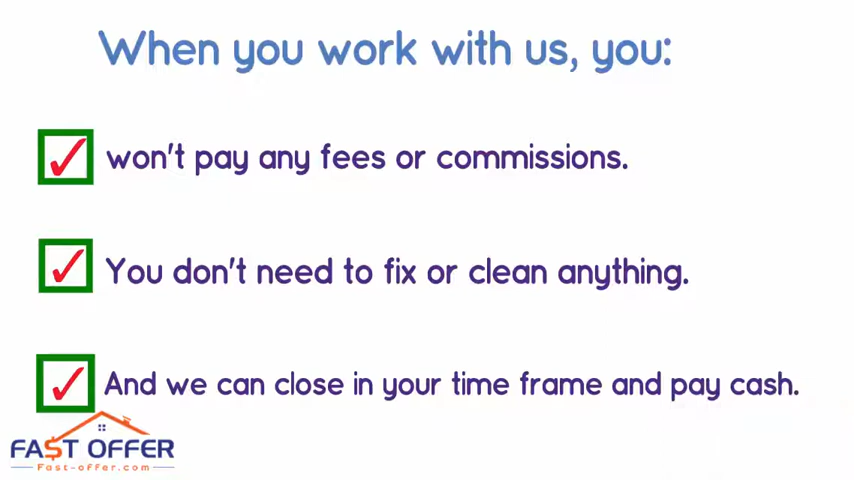 When you work with us, you:
won't pay any fees or commissions.
You don't need to fix or clean anything.
And we can close in your time frame and pay cash.
FA$T OFFER
Fast-offer.com